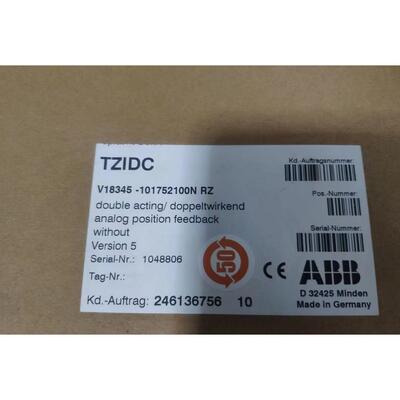 TZIDC
V18345 -101752100N RZ
double acting/ doppeltwirkend
analog position feedback
without
Version 5
Serial-Nr.: 1048806
Tag-Nr.:
Kd.-Auftrag: 246136756 10
Kd.-Auftragsnummer:
Pos.-Nummer:
Serial-Nummer:
50
CE
ABB
D 32425 Minden
Made in Germany